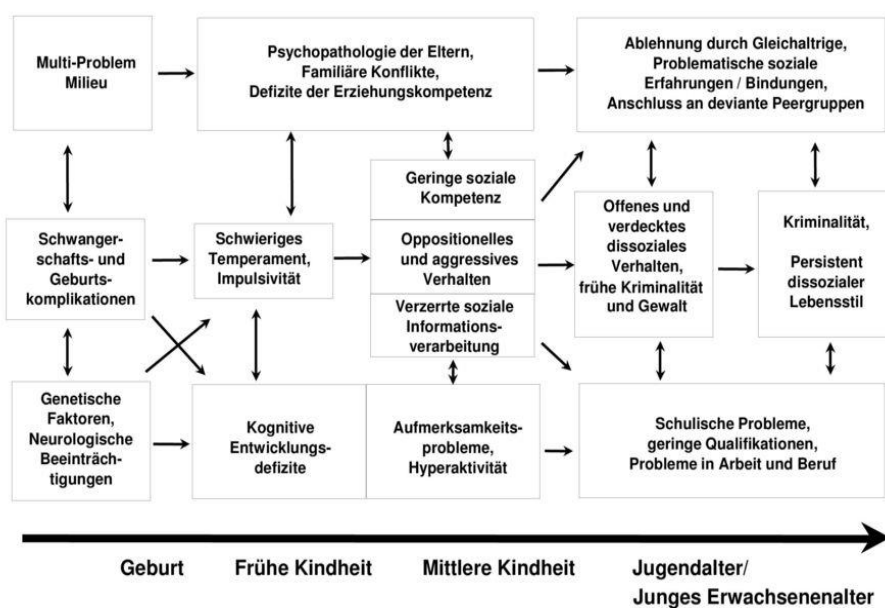 Multi-Problem
Milieu
Psychopathologie der Eltern,
Familiäre Konflikte,
Defizite der Erziehungskompetenz
Ablehnung durch Gleichaltrige,
Problematische soziale
Erfahrungen / Bindungen,
Anschluss an deviante Peergruppen
Schwanger-
schafts- und
Geburts-
komplikationen
Schwieriges
Temperament,
Impulsivität
Geringe soziale
Kompetenz
Oppositionelles
und aggressives
Verhalten
Verzerrte soziale
Informations-
verarbeitung
Offenes und
verdecktes
dissoziales
Verhalten,
frühe Kriminalität
und Gewalt
Kriminalität,
Persistent
dissozialer
Lebensstil
Genetische
Faktoren,
Neurologische
Beeinträch-
tigungen
Kognitive
Entwicklungs-
defizite
Aufmerksamkeits-
probleme,
Hyperaktivität
Schulische Probleme,
geringe Qualifikationen,
Probleme in Arbeit und Beruf
Geburt
Frühe Kindheit
Mittlere Kindheit
Jugendalter/
Junges Erwachsenenalter